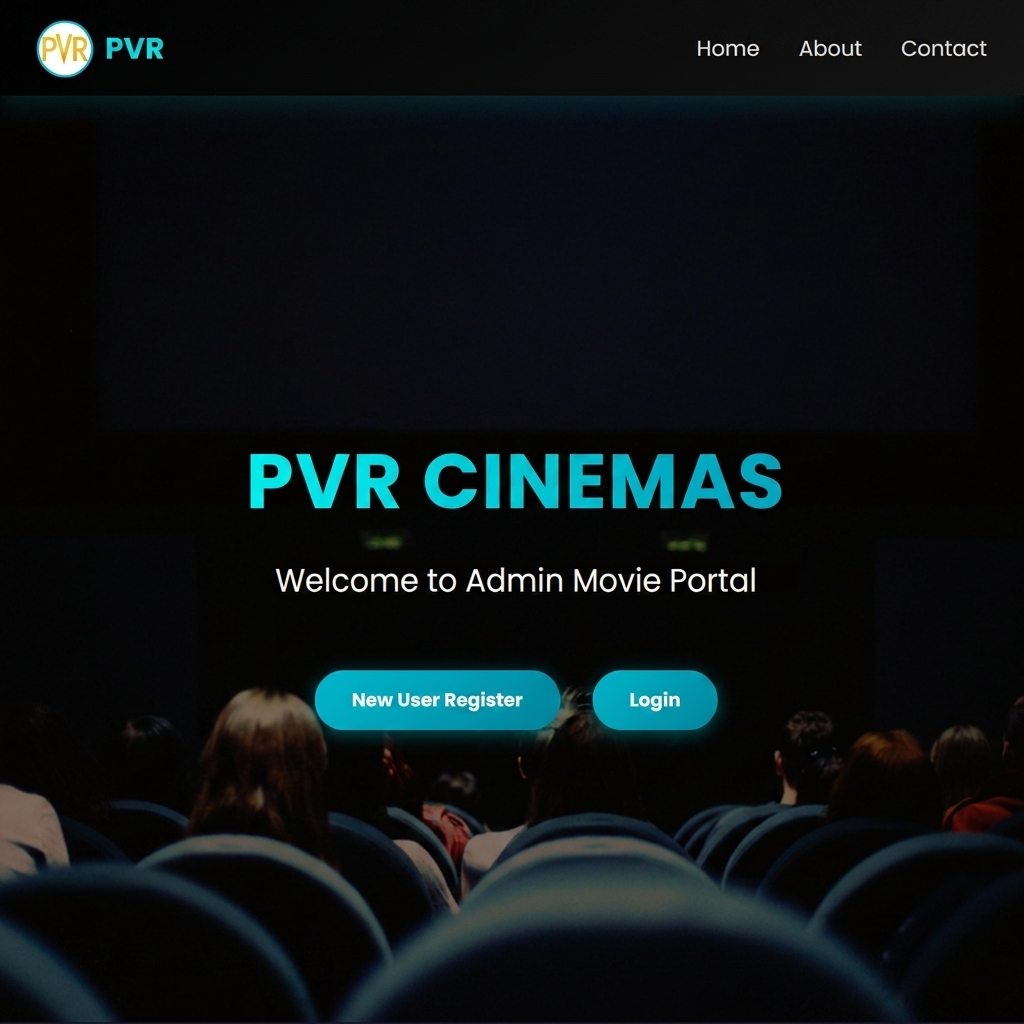 PVR PVR Home About Contact
PVR CINEMAS
Welcome to Admin Movie Portal
New User Register Login